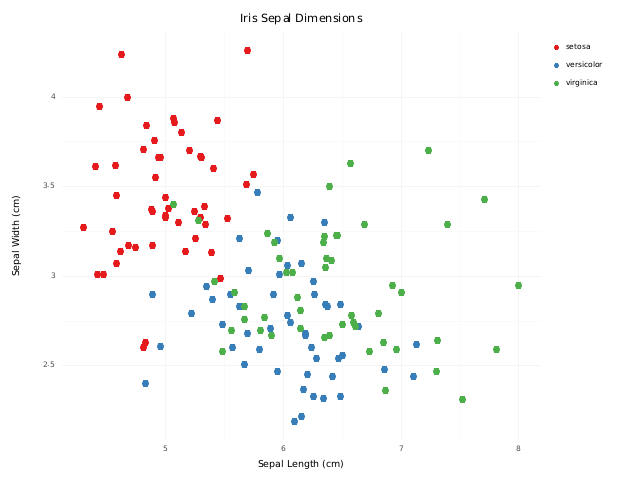 Iris Sepal Dimensions
setosa
versicolor
virginica
Sepal Width (cm)
4
3.5
3
2.5
5
6
7
8
Sepal Length (cm)